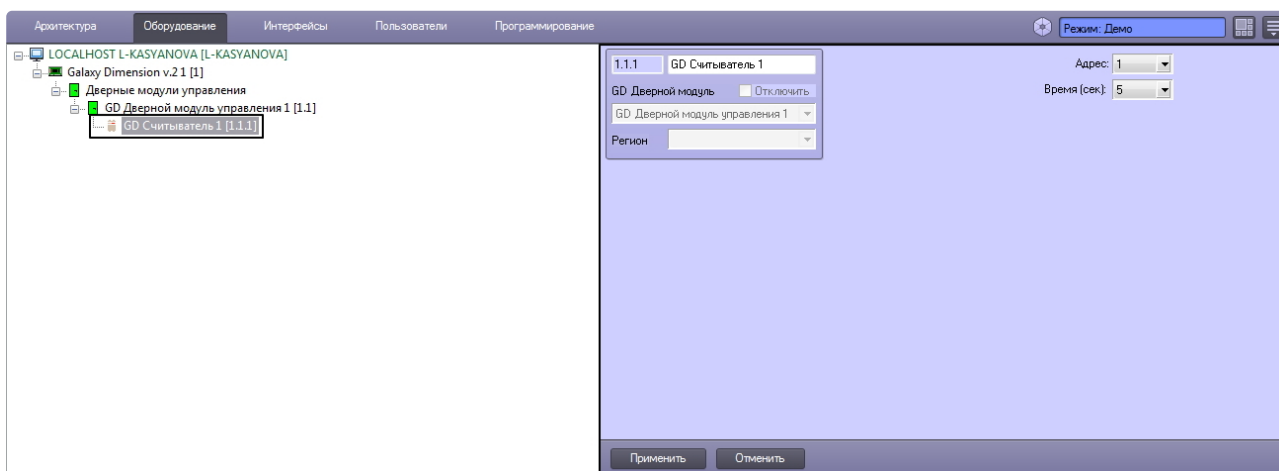 Архитектура Оборудование Интерфейсы Пользователи Программирование Режим: Демо
LOCALHOST L-KASYANOVA [L-KASYANOVA]
Galaxy Dimension v.2 1 [1]
Дверные модули управления
GD Дверной модуль управления 1 [1.1]
GD Считыватель 1 [1.1.1]
1.1.1 GD Считыватель 1
GD Дверной модуль Отключить
GD Дверной модуль управления 1
Регион
Адрес: 1
Время (сек): 5
Применить Отменить